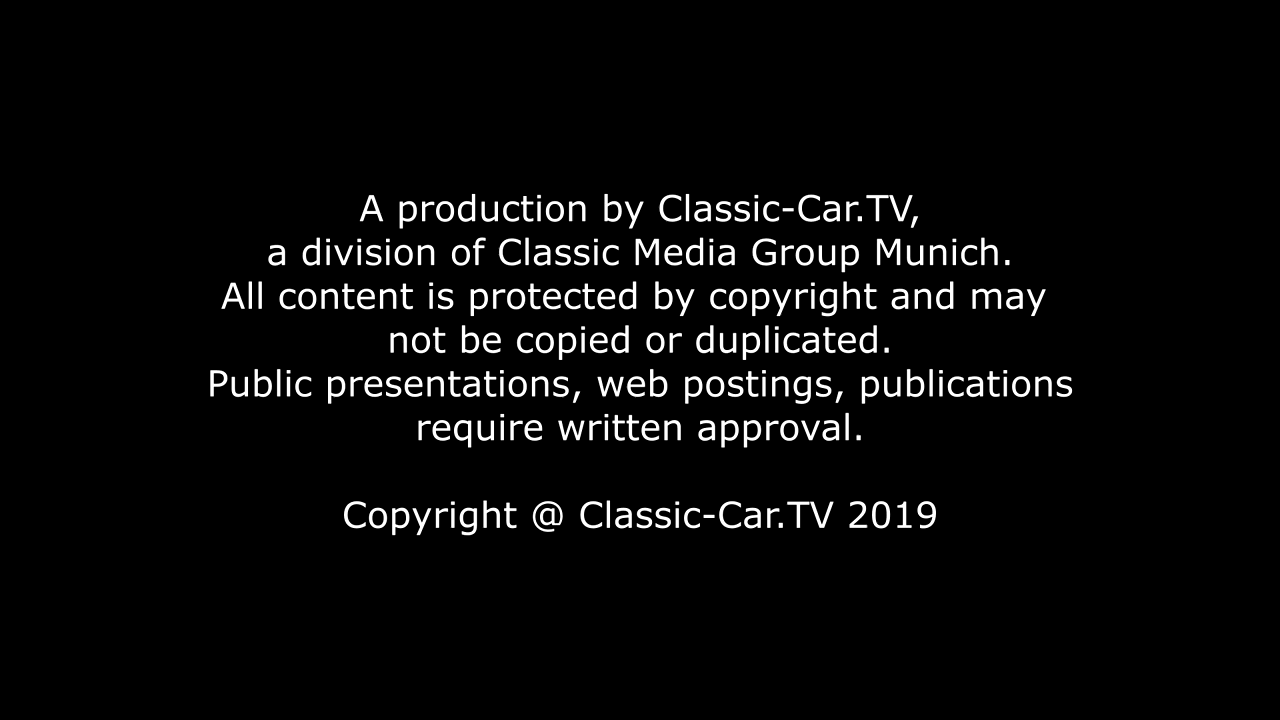 A production by Classic-Car.TV,
a division of Classic Media Group Munich.
All content is protected by copyright and may
not be copied or duplicated.
Public presentations, web postings, publications
require written approval.
Copyright @ Classic-Car.TV 2019